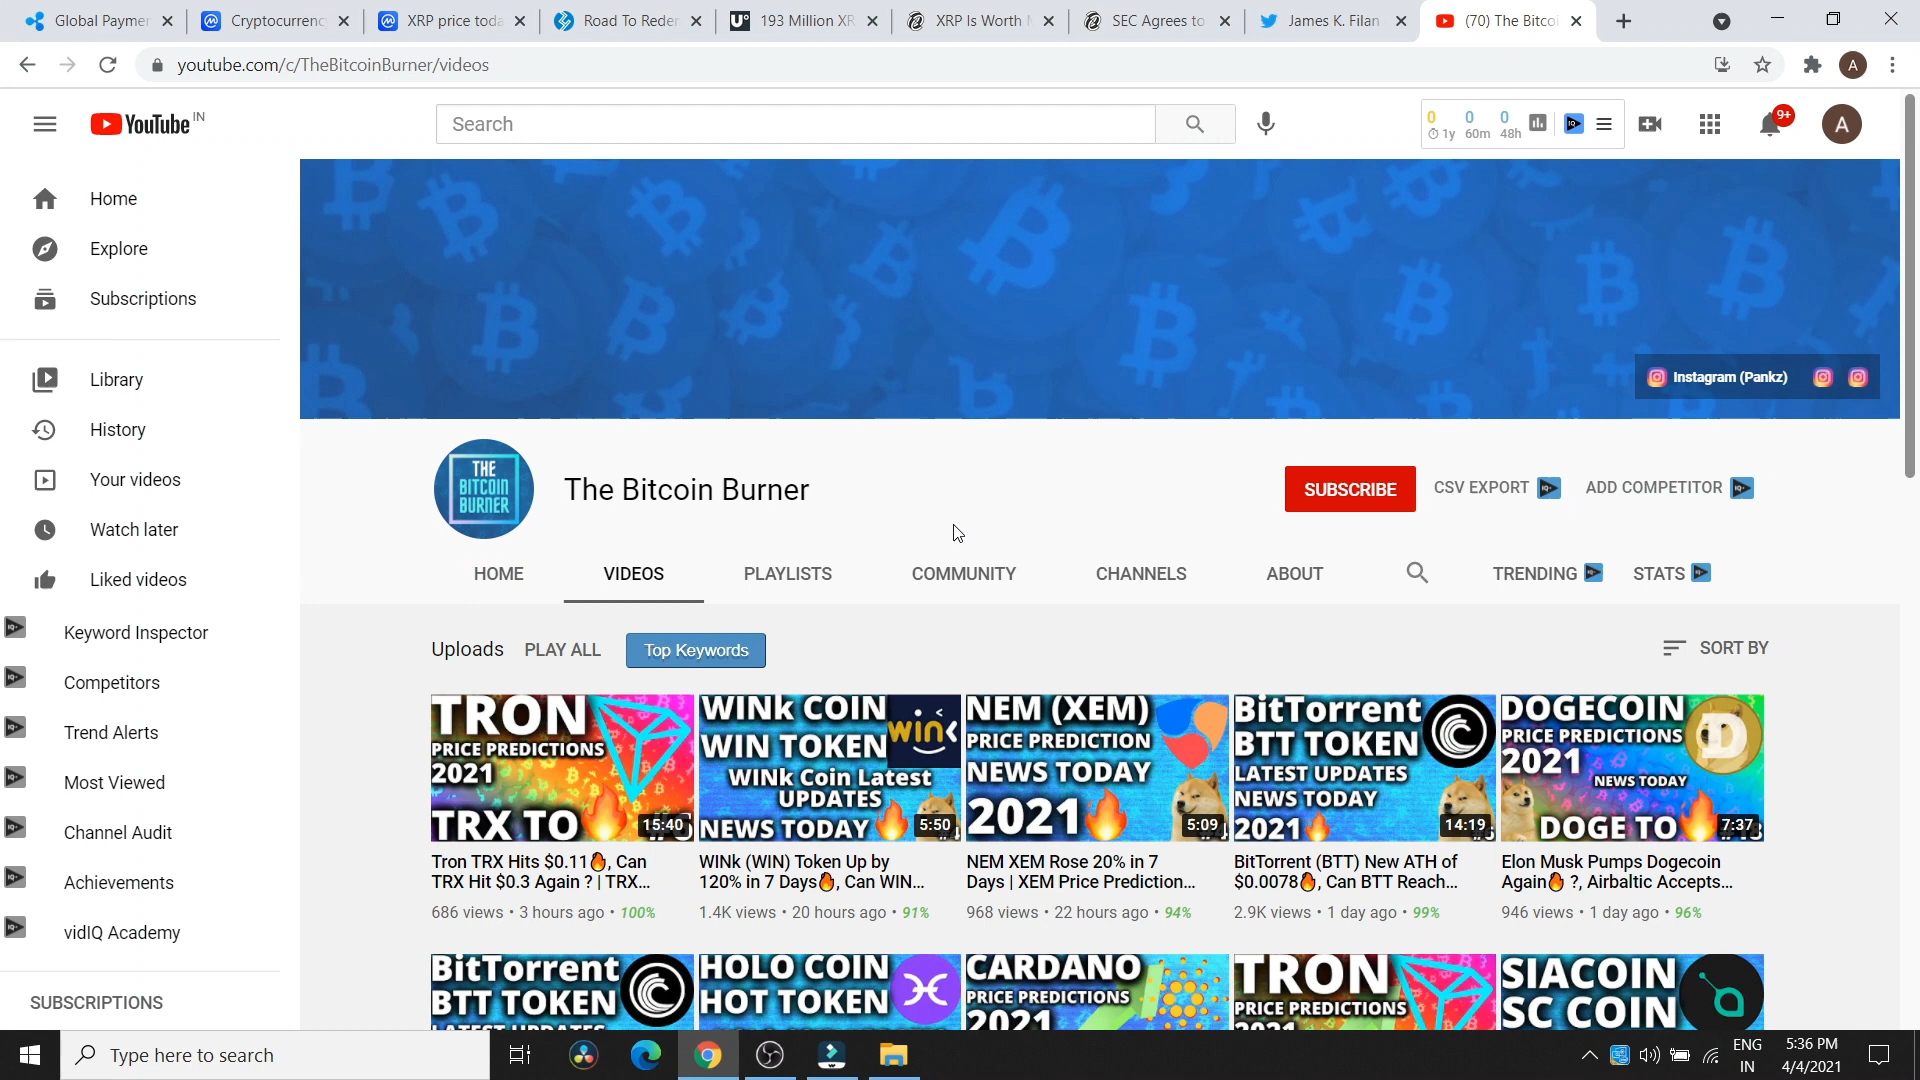 Global Paymer
Cryptocurrenc
XRP price toda
Road To Reder
193 Million XR
XRP Is Worth
SEC Agrees to
James K. Filan
(70) The Bitcoi
youtube.com/c/TheBitcoinBurner/videos
A
YouTube IN
Search
0 0 0
1y 60m 48h
9+
A
Home
Explore
Subscriptions
Library
History
Your videos
Watch later
Liked videos
Keyword Inspector
Competitors
Trend Alerts
Most Viewed
Channel Audit
Achievements
vidIQ Academy
SUBSCRIPTIONS
Instagram (Pankz)
THE
BITCOIN
BURNER
The Bitcoin Burner
SUBSCRIBE
CSV EXPORT
ADD COMPETITOR
HOME VIDEOS PLAYLISTS COMMUNITY CHANNELS ABOUT TRENDING STATS
Uploads PLAY ALL Top Keywords
SORT BY
TRON
PRICE PREDICTIONS
2021
TRX TO
15:40
Tron TRX Hits $0.11🔥, Can
TRX Hit $0.3 Again ? | TRX...
686 views • 3 hours ago • 100%
WINk COIN
WIN TOKEN
WINk Coin Latest
UPDATES
NEWS TODAY
win
5:50
WINk (WIN) Token Up by
120% in 7 Days🔥, Can WIN...
1.4K views • 20 hours ago • 91%
NEM (XEM)
PRICE PREDICTION
NEWS TODAY
2021
5:09
NEM XEM Rose 20% in 7
Days | XEM Price Prediction...
968 views • 22 hours ago • 94%
BitTorrent
BTT TOKEN
LATEST UPDATES
NEWS TODAY
2021
14:19
BitTorrent (BTT) New ATH of
$0.0078🔥, Can BTT Reach...
2.9K views • 1 day ago • 99%
DOGECOIN
PRICE PREDICTIONS
2021
NEWS TODAY
DOGE TO
7:37
Elon Musk Pumps Dogecoin
Again🔥 ?, Airbaltic Accepts...
946 views • 1 day ago • 96%
BitTorrent
BTT TOKEN
LATEST UPDATES
HOLO COIN
HOT TOKEN
CARDANO
PRICE PREDICTIONS
2021
TRON
PRICE PREDICTIONS
2021
SIACOIN
SC COIN
Type here to search
ENG
IN
5:36 PM
4/4/2021